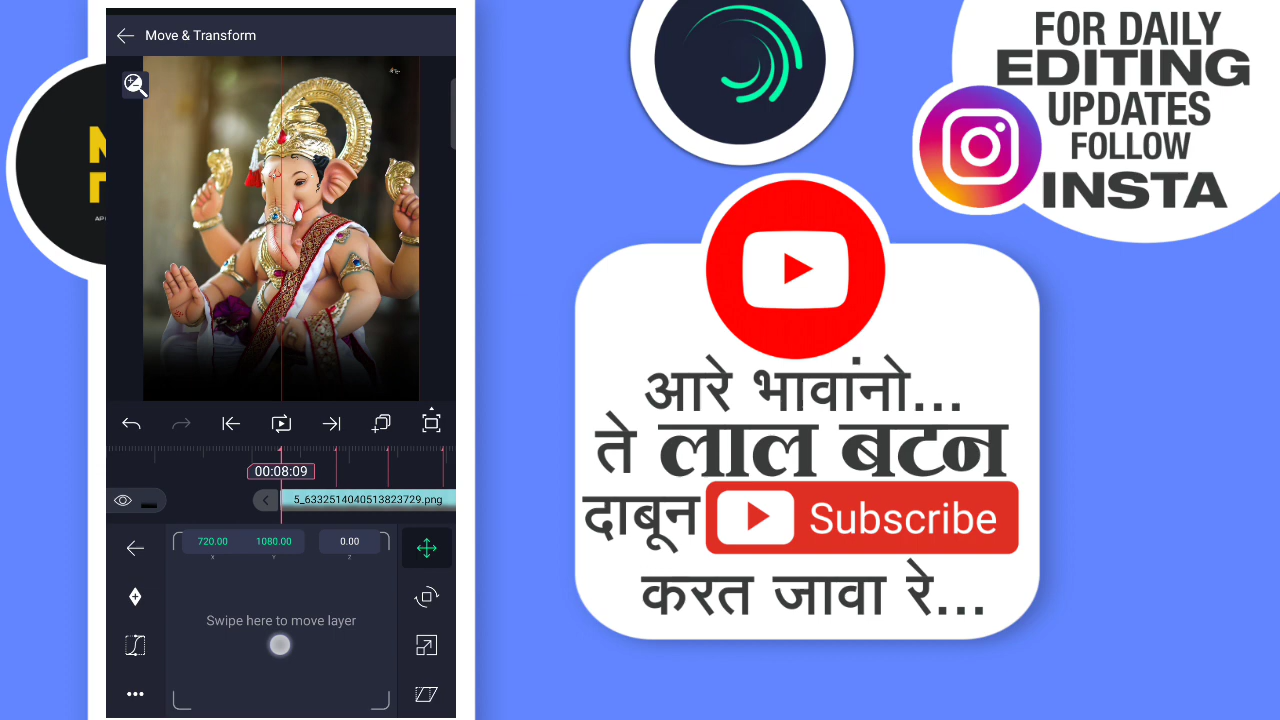 Move & Transform
00:08:09
5_6332514040513823729.png
720.00
1080.00
0.00
X
Y
Z
Swipe here to move layer
FOR DAILY
EDITING
UPDATES
FOLLOW
INSTA
आरे भावांनो...
ते लाल बटन
दाबून Subscribe
करत जावा रे...